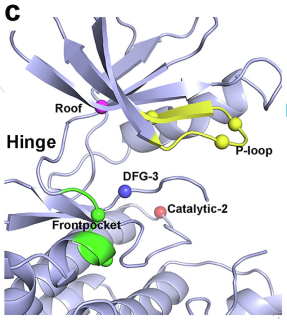 C
Roof
Hinge
P-loop
DFG-3
Catalytic-2
Frontpocket